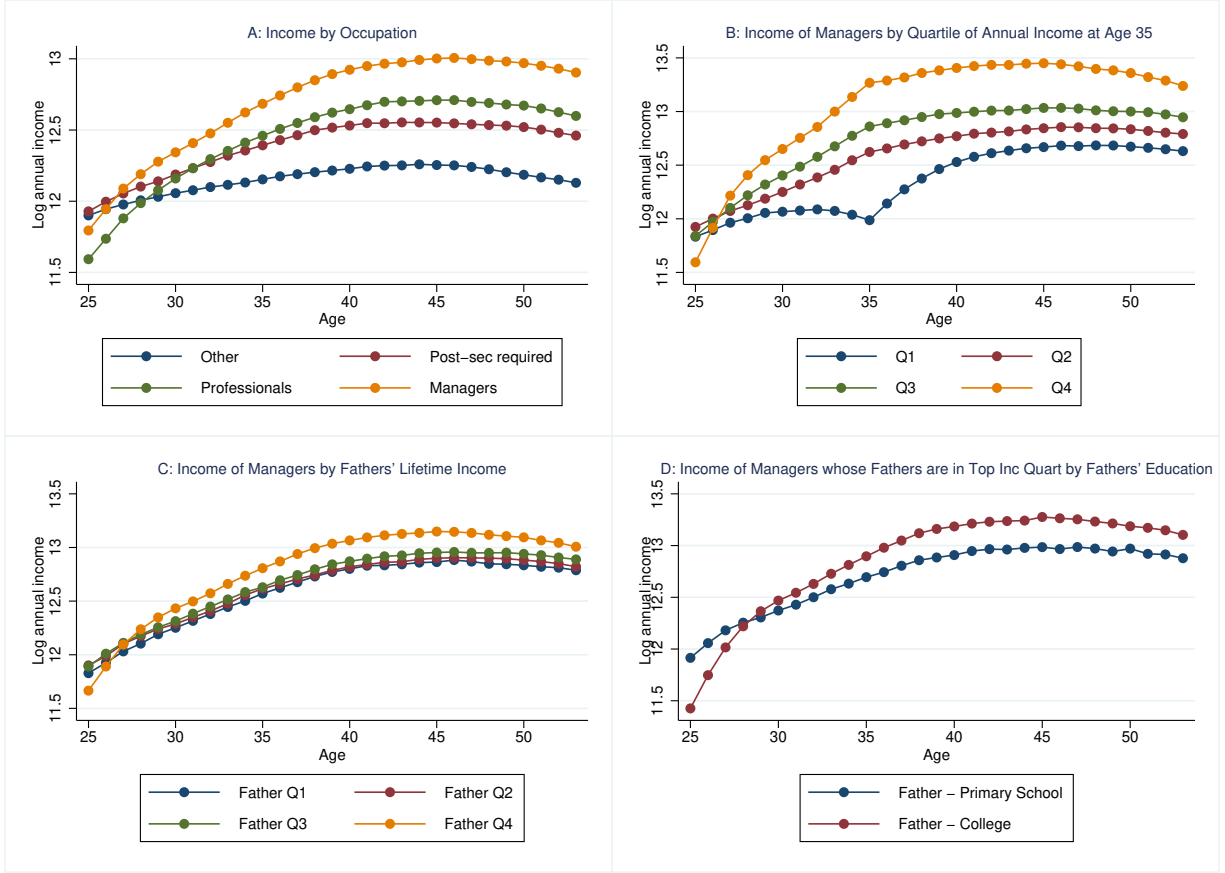 A: Income by Occupation
Log annual income
13
12.5
12
11.5
25 30 35 40 45 50
Age
Other Post−sec required
Professionals Managers
B: Income of Managers by Quartile of Annual Income at Age 35
Log annual income
13.5
13
12.5
12
11.5
25 30 35 40 45 50
Age
Q1 Q2
Q3 Q4
C: Income of Managers by Fathers' Lifetime Income
Log annual income
13.5
13
12.5
12
11.5
25 30 35 40 45 50
Age
Father Q1 Father Q2
Father Q3 Father Q4
D: Income of Managers whose Fathers are in Top Inc Quart by Fathers' Education
Log annual income
13.5
13
12.5
12
11.5
25 30 35 40 45 50
Age
Father − Primary School
Father − College